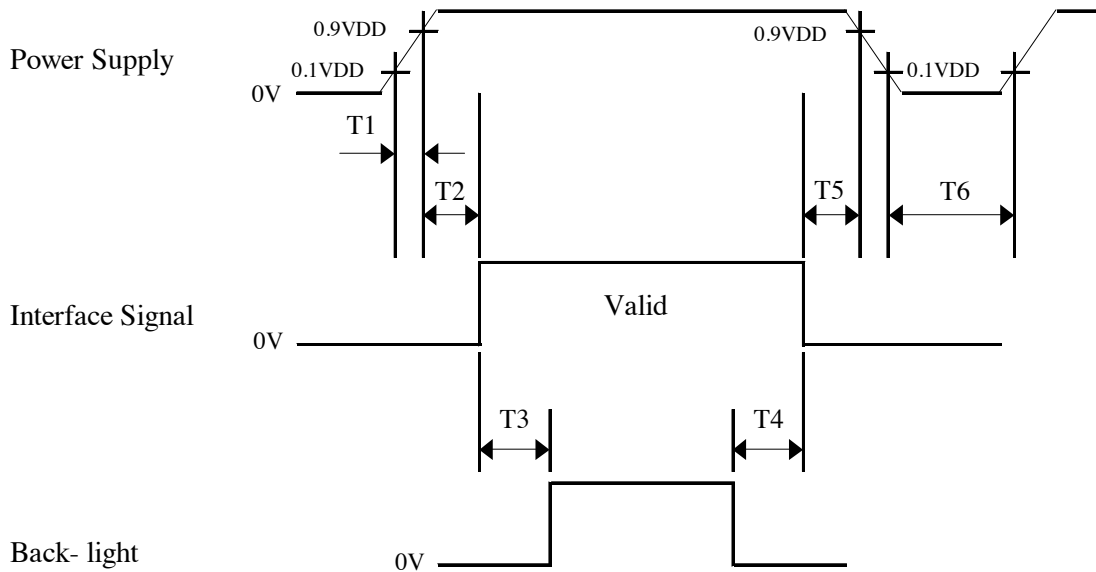 0.9VDD
0.9VDD
Power Supply
0.1VDD
0.1VDD
0V
T1
T2
T5
T6
Interface Signal
Valid
0V
T3
T4
Back- light
0V